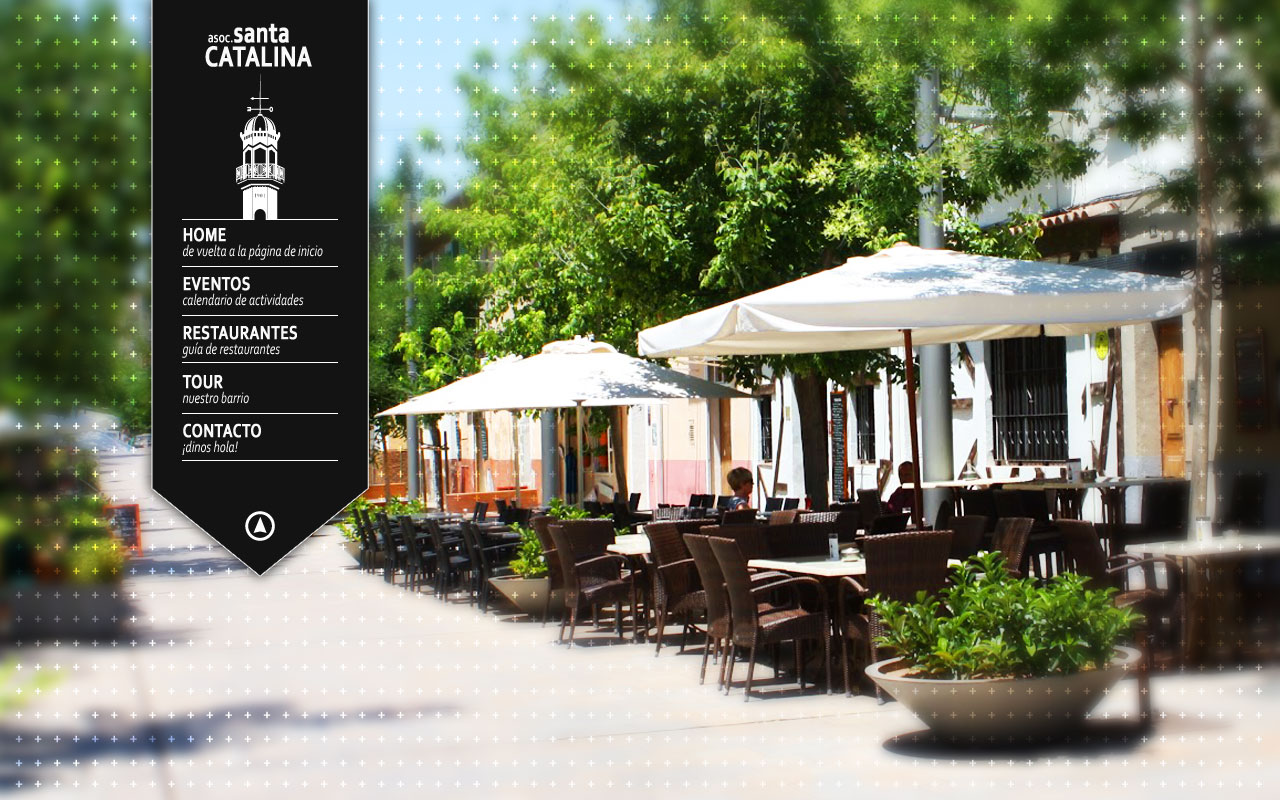 asoc. santa
CATALINA
HOME
de vuelta a la página de inicio
EVENTOS
calendario de actividades
RESTAURANTES
guía de restaurantes
TOUR
nuestro barrio
CONTACTO
¡dinos hola!